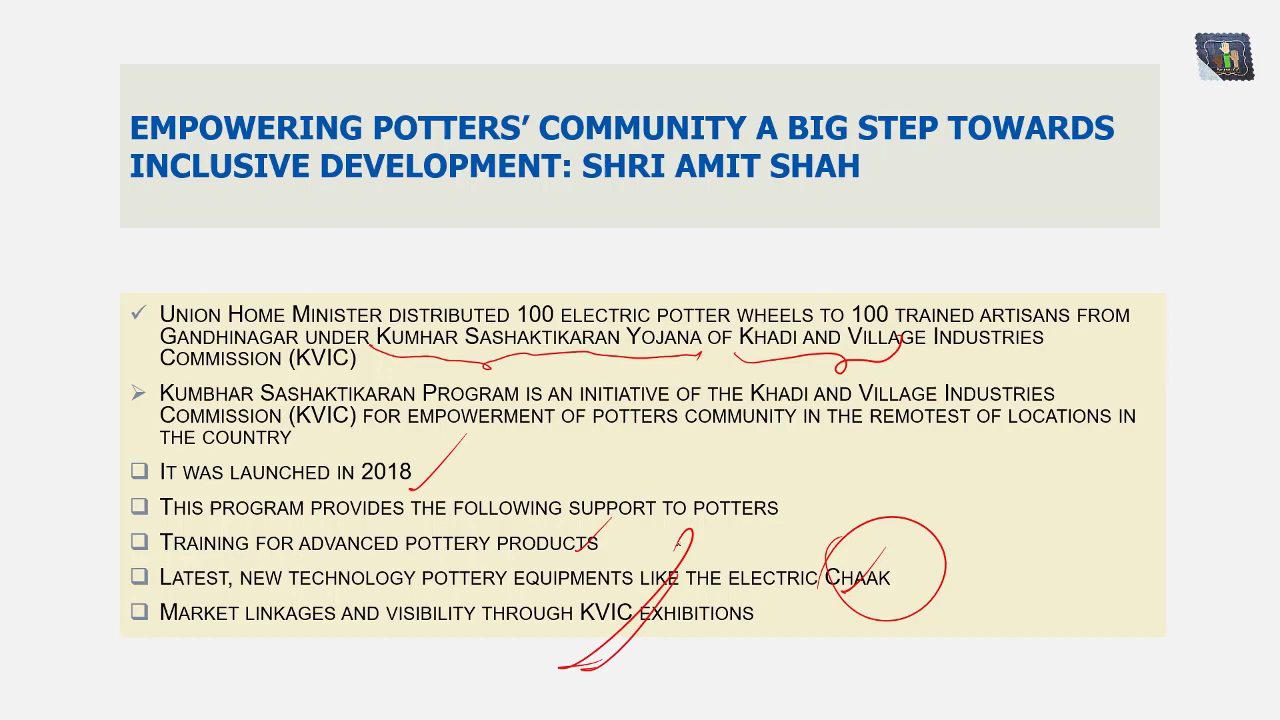 EMPOWERING POTTERS’ COMMUNITY A BIG STEP TOWARDS
INCLUSIVE DEVELOPMENT: SHRI AMIT SHAH
UNION HOME MINISTER DISTRIBUTED 100 ELECTRIC POTTER WHEELS TO 100 TRAINED ARTISANS FROM
GANDHINAGAR UNDER KUMHAR SASHAKTIKARAN YOJANA OF KHADI AND VILLAGE INDUSTRIES
COMMISSION (KVIC)
KUMBHAR SASHAKTIKARAN PROGRAM IS AN INITIATIVE OF THE KHADI AND VILLAGE INDUSTRIES
COMMISSION (KVIC) FOR EMPOWERMENT OF POTTERS COMMUNITY IN THE REMOTEST OF LOCATIONS IN
THE COUNTRY
IT WAS LAUNCHED IN 2018
THIS PROGRAM PROVIDES THE FOLLOWING SUPPORT TO POTTERS
TRAINING FOR ADVANCED POTTERY PRODUCTS
LATEST, NEW TECHNOLOGY POTTERY EQUIPMENTS LIKE THE ELECTRIC CHAAK
MARKET LINKAGES AND VISIBILITY THROUGH KVIC EXHIBITIONS